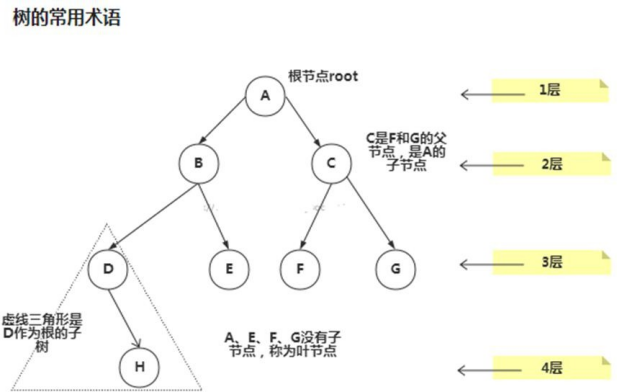 树的常用术语
根节点root
A
1层
C是F和G的父
节点，是A的
子节点
B
C
2层
D
E
F
G
3层
虚线三角形是
D作为根的子
树
A、E、F、G没有子
节点，称为叶节点
H
4层